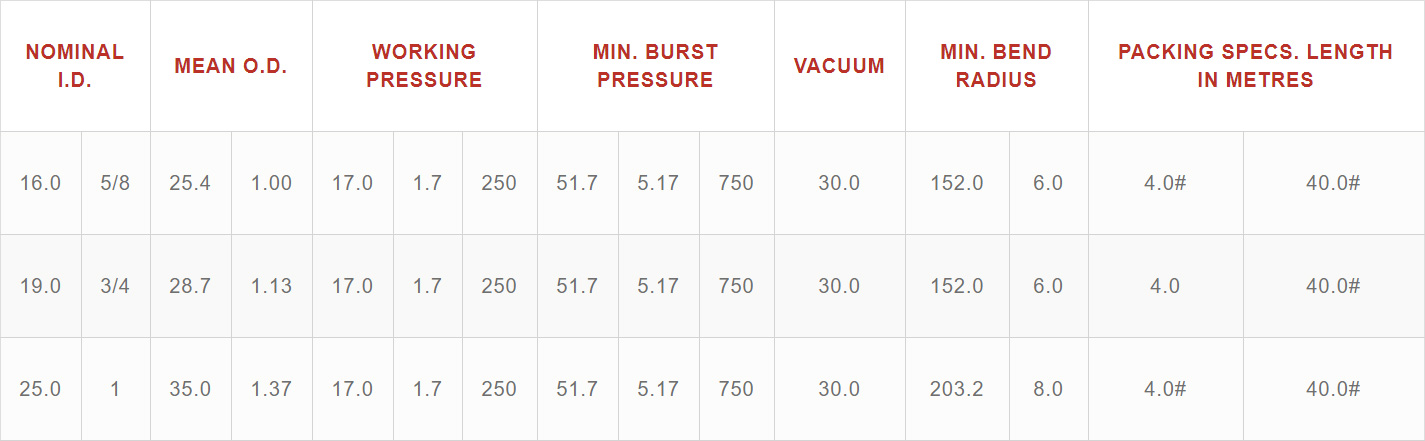 NOMINAL I.D. MEAN O.D. WORKING PRESSURE MIN. BURST PRESSURE VACUUM MIN. BEND RADIUS PACKING SPECS. LENGTH IN METRES
16.0 5/8 25.4 1.00 17.0 1.7 250 51.7 5.17 750 30.0 152.0 6.0 4.0# 40.0#
19.0 3/4 28.7 1.13 17.0 1.7 250 51.7 5.17 750 30.0 152.0 6.0 4.0 40.0#
25.0 1 35.0 1.37 17.0 1.7 250 51.7 5.17 750 30.0 203.2 8.0 4.0# 40.0#